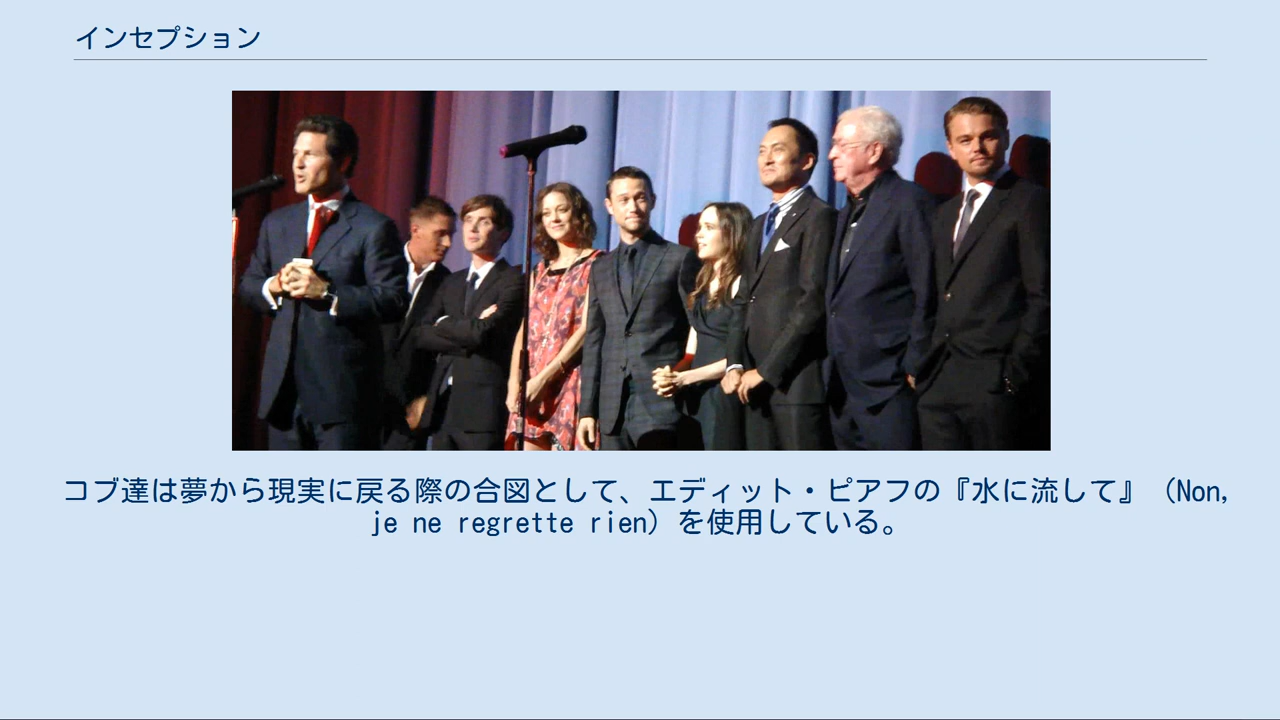 インセプション
コブ達は夢から現実に戻る際の合図として、エディット・ピアフの『水に流して』（Non,
je ne regrette rien）を使用している。